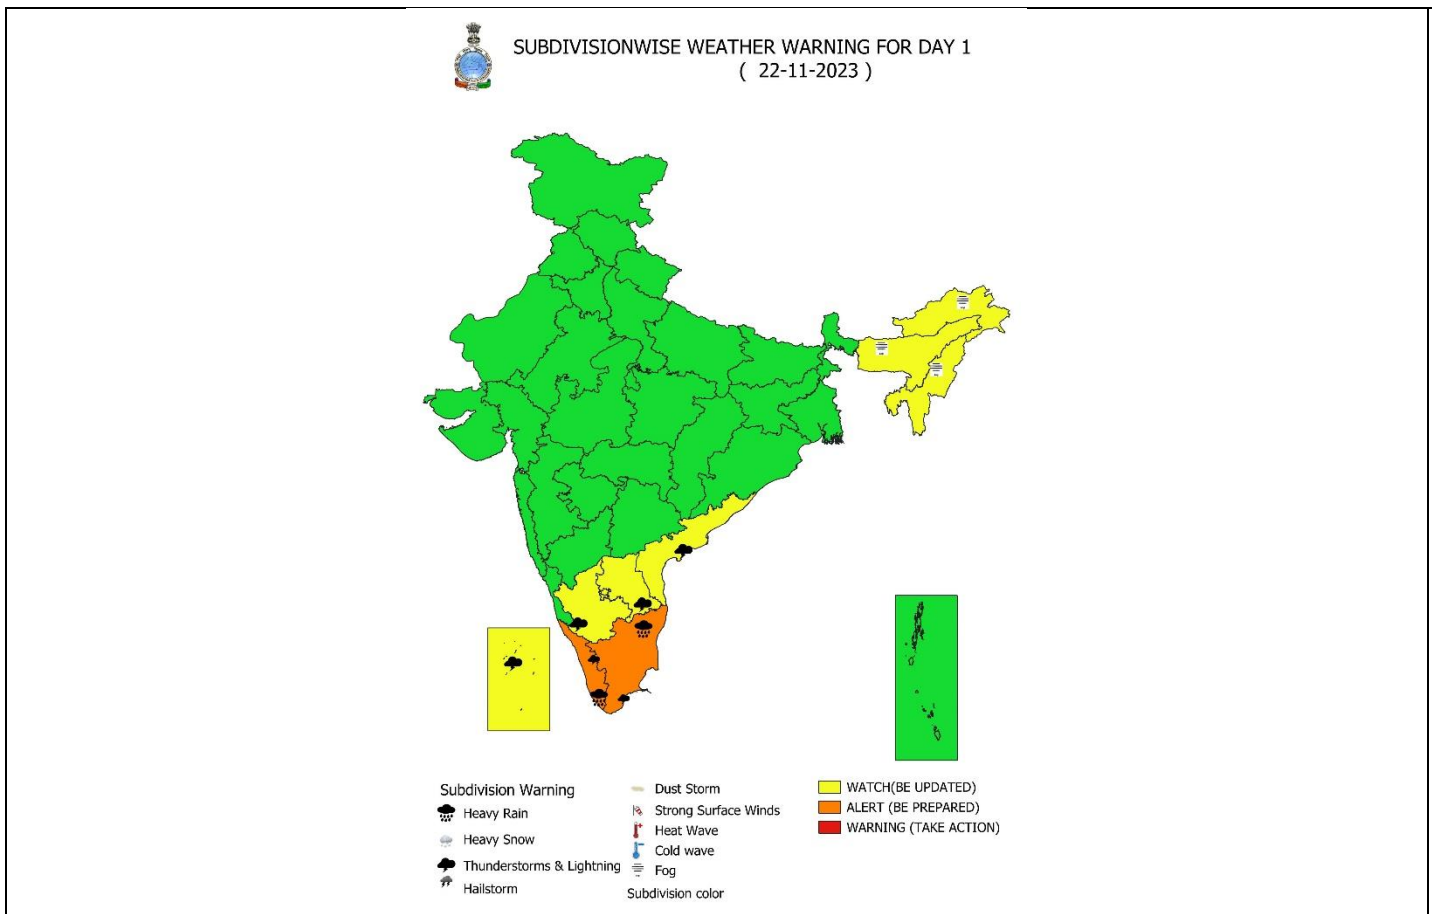 SUBDIVISIONWISE WEATHER WARNING FOR DAY 1
( 22-11-2023 )
Subdivision Warning
Heavy Rain
Heavy Snow
Thunderstorms & Lightning
Hailstorm
Dust Storm
Strong Surface Winds
Heat Wave
Cold wave
Fog
Subdivision color
WATCH(BE UPDATED)
ALERT (BE PREPARED)
WARNING (TAKE ACTION)